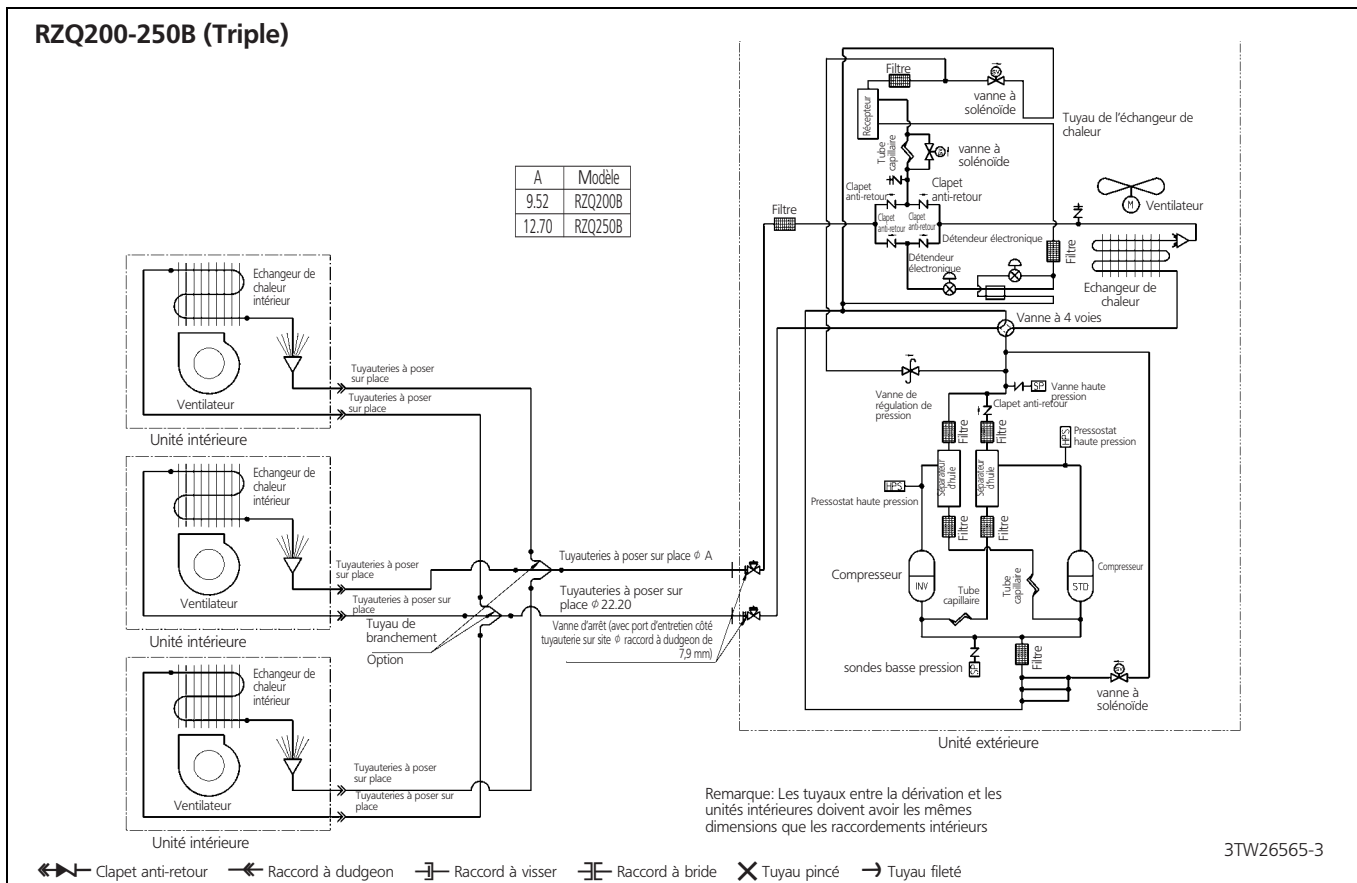 RZQ200-250B (Triple)
A Modèle
9.52 RZQ200B
12.70 RZQ250B
Filtre
vanne à
solénoïde
Récepteur
Tuyau de l'échangeur de
chaleur
Tube
capillaire
vanne à
solénoïde
Clapet
anti-retour
Clapet
anti-retour
Clapet
anti-retour
Clapet
anti-retour
Filtre
M
Ventilateur
Détendeur électronique
Détendeur
électronique
Filtre
Echangeur de
chaleur
Vanne à 4 voies
Vanne de
régulation de
pression
SP
Vanne haute
pression
Clapet anti-retour
Filtre
Filtre
HPS
Pressostat
haute pression
Séparateur
d'huile
Séparateur
d'huile
HPS
Pressostat haute pression
Filtre
Filtre
Compresseur
INV
Tube
capillaire
Tube
capillaire
Compresseur
STD
sondes basse pression
SP
Filtre
vanne à
solénoïde
Unité extérieure
Echangeur de
chaleur
intérieur
Ventilateur
Unité intérieure
Tuyauteries à poser
sur place
Tuyauteries à poser
sur place
Echangeur de
chaleur
intérieur
Ventilateur
Unité intérieure
Tuyauteries à poser
sur place
Tuyauteries à poser
sur place
Echangeur de
chaleur
intérieur
Ventilateur
Unité intérieure
Tuyauteries à poser
sur place
Tuyauteries à poser sur
place
Tuyau de
branchement
Option
Tuyauteries à poser sur place ϕ A
Tuyauteries à poser sur
place ϕ 22.20
Vanne d'arrêt (avec port d'entretien côté
tuyauterie sur site ϕ raccord à dudgeon de
7,9 mm)
Remarque: Les tuyaux entre la dérivation et les
unités intérieures doivent avoir les mêmes
dimensions que les raccordements intérieurs
3TW26565-3
Clapet anti-retour
Raccord à dudgeon
Raccord à visser
Raccord à bride
Tuyau pincé
Tuyau fileté